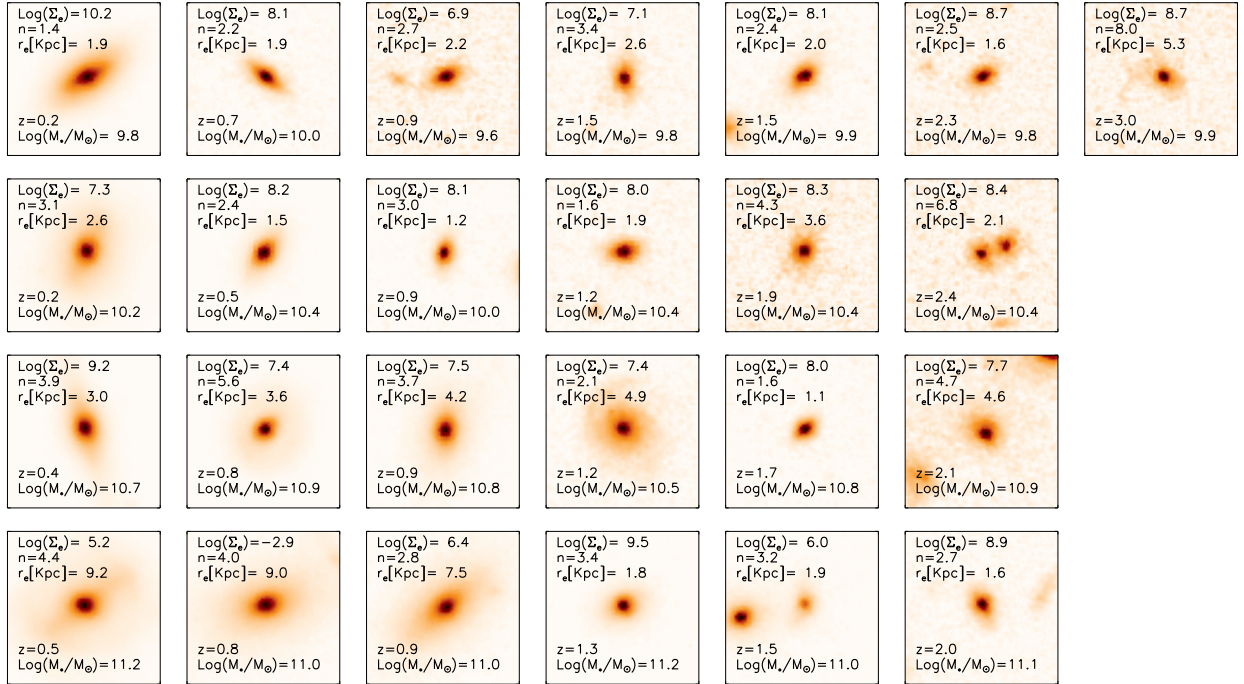 Log(Σₑ)=10.2
n=1.4
rₑ[Kpc]= 1.9
z=0.2
Log(M⋆/M⊙)= 9.8
Log(Σₑ)= 8.1
n=2.2
rₑ[Kpc]= 1.9
z=0.7
Log(M⋆/M⊙)=10.0
Log(Σₑ)= 6.9
n=2.7
rₑ[Kpc]= 2.2
z=0.9
Log(M⋆/M⊙)= 9.6
Log(Σₑ)= 7.1
n=3.4
rₑ[Kpc]= 2.6
z=1.5
Log(M⋆/M⊙)= 9.8
Log(Σₑ)= 8.1
n=2.4
rₑ[Kpc]= 2.0
z=1.5
Log(M⋆/M⊙)= 9.9
Log(Σₑ)= 8.7
n=2.5
rₑ[Kpc]= 1.6
z=2.3
Log(M⋆/M⊙)= 9.8
Log(Σₑ)= 8.7
n=8.0
rₑ[Kpc]= 5.3
z=3.0
Log(M⋆/M⊙)= 9.9
Log(Σₑ)= 7.3
n=3.1
rₑ[Kpc]= 2.6
z=0.2
Log(M⋆/M⊙)=10.2
Log(Σₑ)= 8.2
n=2.4
rₑ[Kpc]= 1.5
z=0.5
Log(M⋆/M⊙)=10.4
Log(Σₑ)= 8.1
n=3.0
rₑ[Kpc]= 1.2
z=0.9
Log(M⋆/M⊙)=10.0
Log(Σₑ)= 8.0
n=1.6
rₑ[Kpc]= 1.9
z=1.2
Log(M⋆/M⊙)=10.4
Log(Σₑ)= 8.3
n=4.3
rₑ[Kpc]= 3.6
z=1.9
Log(M⋆/M⊙)=10.4
Log(Σₑ)= 8.4
n=6.8
rₑ[Kpc]= 2.1
z=2.4
Log(M⋆/M⊙)=10.4
Log(Σₑ)= 9.2
n=3.9
rₑ[Kpc]= 3.0
z=0.4
Log(M⋆/M⊙)=10.7
Log(Σₑ)= 7.4
n=5.6
rₑ[Kpc]= 3.6
z=0.8
Log(M⋆/M⊙)=10.9
Log(Σₑ)= 7.5
n=3.7
rₑ[Kpc]= 4.2
z=0.9
Log(M⋆/M⊙)=10.8
Log(Σₑ)= 7.4
n=2.1
rₑ[Kpc]= 4.9
z=1.2
Log(M⋆/M⊙)=10.5
Log(Σₑ)= 8.0
n=1.6
rₑ[Kpc]= 1.1
z=1.7
Log(M⋆/M⊙)=10.8
Log(Σₑ)= 7.7
n=4.7
rₑ[Kpc]= 4.6
z=2.1
Log(M⋆/M⊙)=10.9
Log(Σₑ)= 5.2
n=4.4
rₑ[Kpc]= 9.2
z=0.5
Log(M⋆/M⊙)=11.2
Log(Σₑ)=−2.9
n=4.0
rₑ[Kpc]= 9.0
z=0.8
Log(M⋆/M⊙)=11.0
Log(Σₑ)= 6.4
n=2.8
rₑ[Kpc]= 7.5
z=0.9
Log(M⋆/M⊙)=11.0
Log(Σₑ)= 9.5
n=3.4
rₑ[Kpc]= 1.8
z=1.3
Log(M⋆/M⊙)=11.2
Log(Σₑ)= 6.0
n=3.2
rₑ[Kpc]= 1.9
z=1.5
Log(M⋆/M⊙)=11.0
Log(Σₑ)= 8.9
n=2.7
rₑ[Kpc]= 1.6
z=2.0
Log(M⋆/M⊙)=11.1